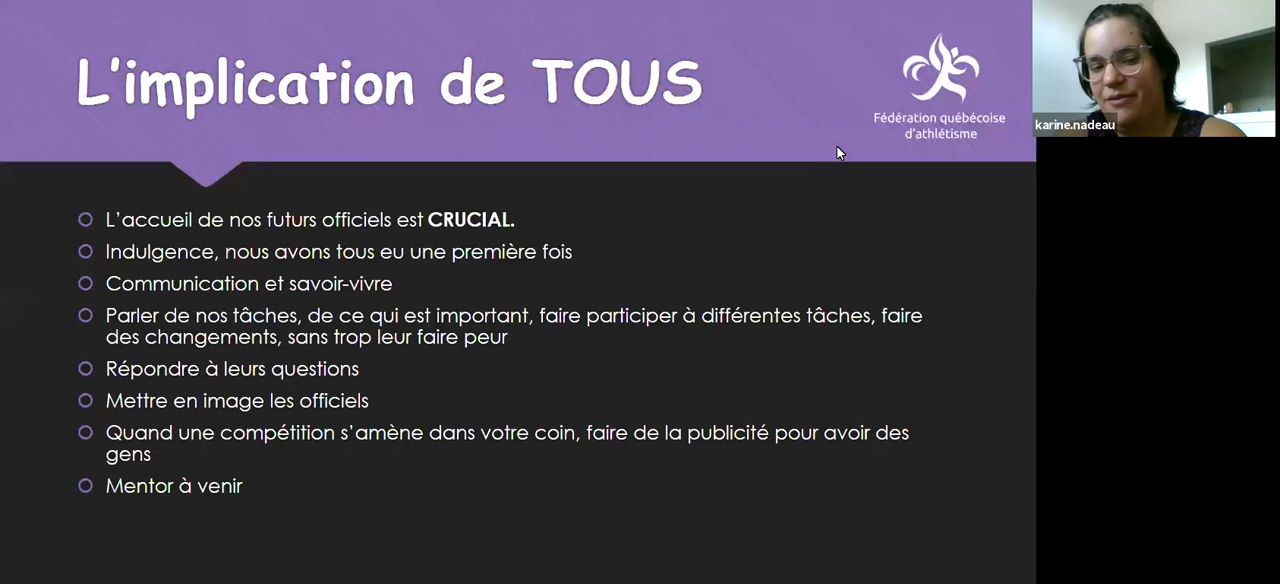 L'implication de TOUS
Fédération québécoise
d'athlétisme
karine.nadeau
L'accueil de nos futurs officiels est CRUCIAL.
Indulgence, nous avons tous eu une première fois
Communication et savoir-vivre
Parler de nos tâches, de ce qui est important, faire participer à différentes tâches, faire
des changements, sans trop leur faire peur
Répondre à leurs questions
Mettre en image les officiels
Quand une compétition s'amène dans votre coin, faire de la publicité pour avoir des
gens
Mentor à venir